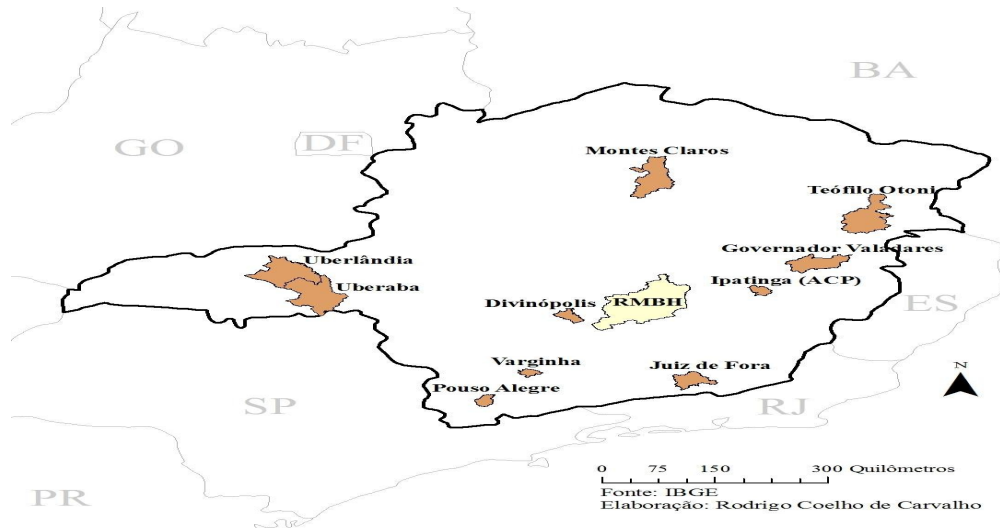 BA
GO
DF
Montes Claros
Teófilo Otoni
Governador Valadares
Uberlândia
Ipatinga (ACP)
Uberaba
Divinópolis
RMBH
ES
Varginha
Juiz de Fora
Pouso Alegre
N
SP
RJ
0 75 150 300 Quilômetros
PR
Fonte: IBGE
Elaboração: Rodrigo Coelho de Carvalho